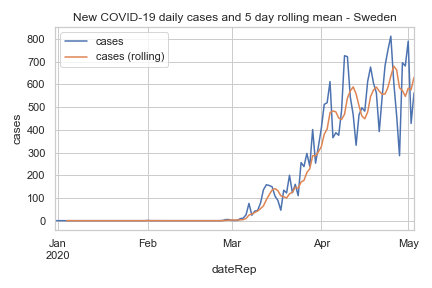 New COVID-19 daily cases and 5 day rolling mean - Sweden
cases
cases (rolling)
800
700
600
500
400
300
200
100
0
cases
Jan Feb Mar Apr May
2020
dateRep